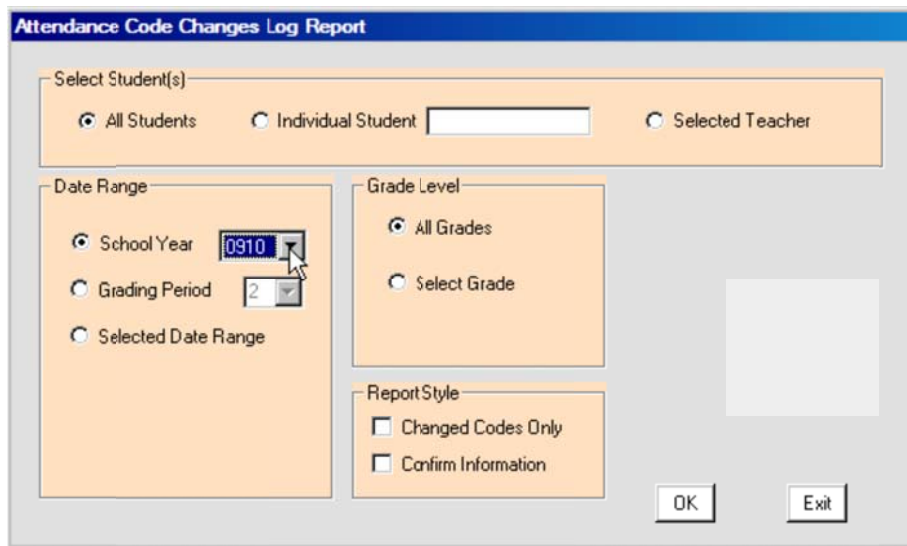 Attendance Code Changes Log Report
Select Student(s)
All Students Individual Student Selected Teacher
Date Range
School Year 0910
Grading Period 2
Selected Date Range
Grade Level
All Grades
Select Grade
Report Style
Changed Codes Only
Confirm Information
OK Exit